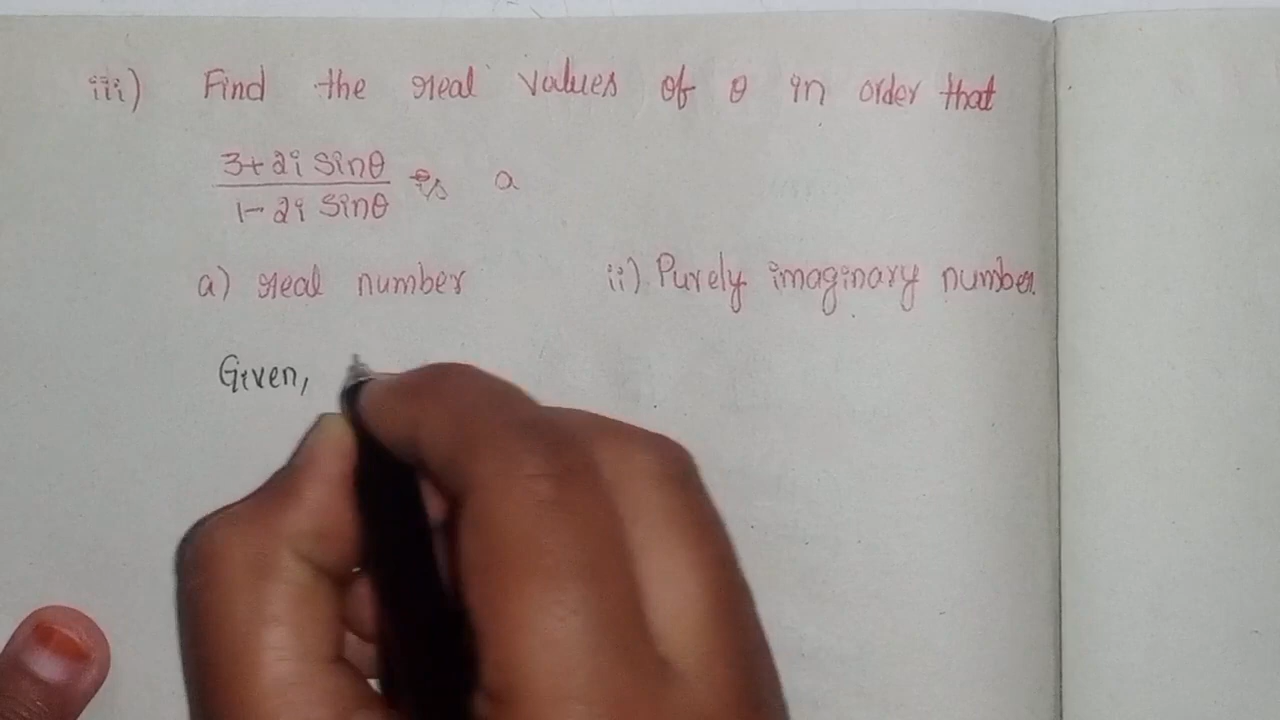 iii) Find the real values of θ in order that
3+2i sinθ
1-2i sinθ
is a
a) real number ii) Purely imaginary number.
Given,